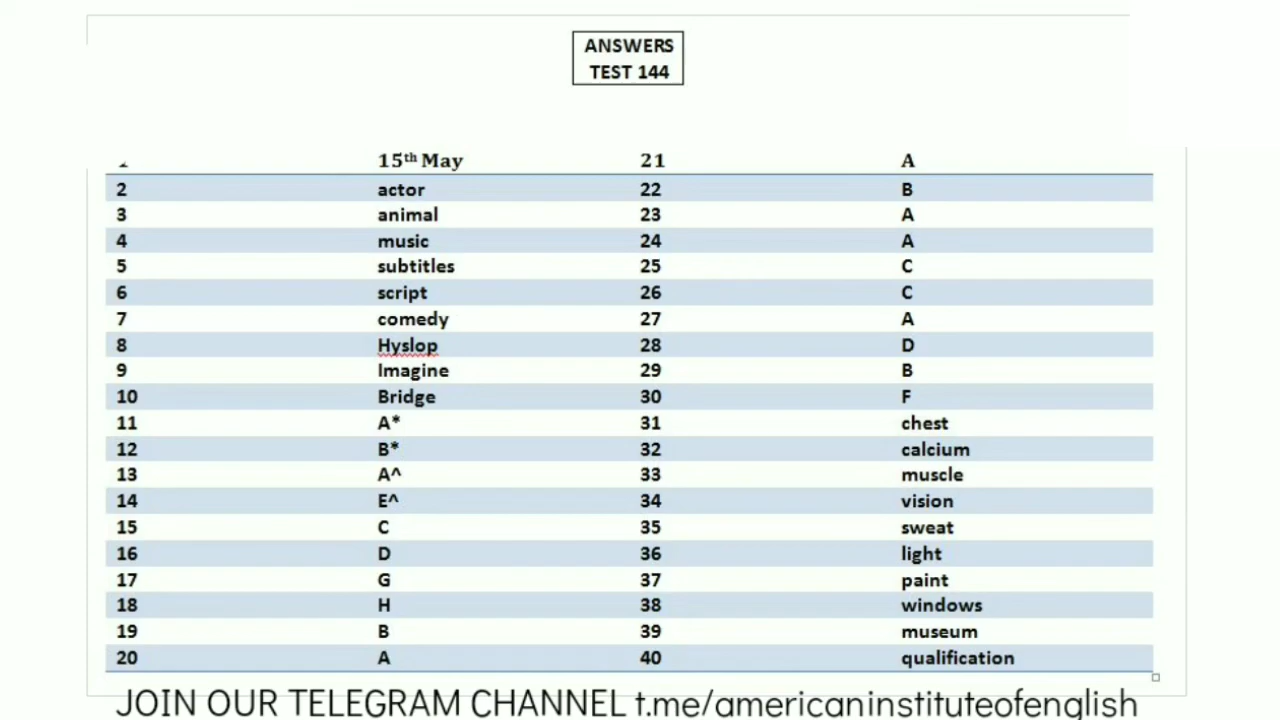 ANSWERS
TEST 144
15th May 21 A
2 actor 22 B
3 animal 23 A
4 music 24 A
5 subtitles 25 C
6 script 26 C
7 comedy 27 A
8 Hyslop 28 D
9 Imagine 29 B
10 Bridge 30 F
11 A* 31 chest
12 B* 32 calcium
13 A^ 33 muscle
14 E^ 34 vision
15 C 35 sweat
16 D 36 light
17 G 37 paint
18 H 38 windows
19 B 39 museum
20 A 40 qualification
JOIN OUR TELEGRAM CHANNEL t.me/americaninstituteofenglish